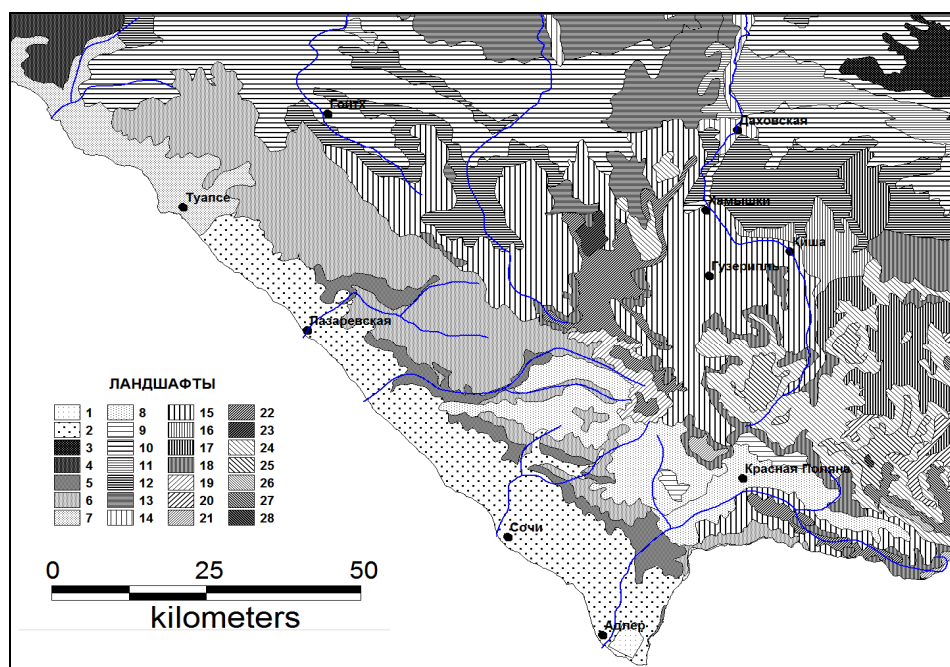 Гойтх
Даховская
Туапсе
Хамышки
Киша
Гузерипль
Лазаревская
ЛАНДШАФТЫ
1 8 15 22
2 9 16 23
3 10 17 24
4 11 18 25
5 12 19 26
6 13 20 27
7 14 21 28
Красная Поляна
Сочи
0 25 50
kilometers
Адлер